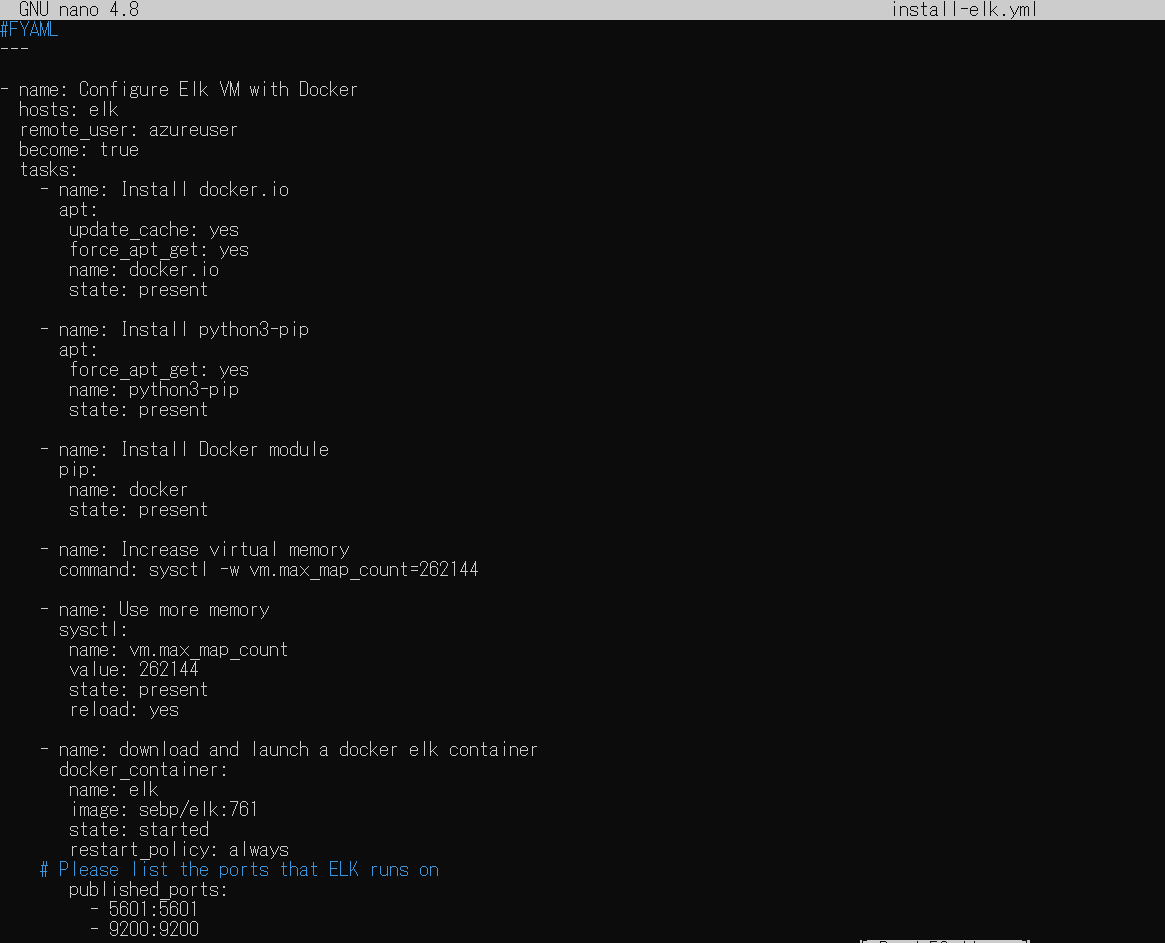 GNU nano 4.8 install-elk.yml
#FYAML
---
- name: Configure Elk VM with Docker
  hosts: elk
  remote_user: azureuser
  become: true
  tasks:
    - name: Install docker.io
      apt:
       update_cache: yes
       force_apt_get: yes
       name: docker.io
       state: present

    - name: Install python3-pip
      apt:
       force_apt_get: yes
       name: python3-pip
       state: present

    - name: Install Docker module
      pip:
       name: docker
       state: present

    - name: Increase virtual memory
      command: sysctl -w vm.max_map_count=262144

    - name: Use more memory
      sysctl:
       name: vm.max_map_count
       value: 262144
       state: present
       reload: yes

    - name: download and launch a docker elk container
      docker_container:
       name: elk
       image: sebp/elk:761
       state: started
       restart_policy: always
    # Please list the ports that ELK runs on
       published_ports:
         - 5601:5601
         - 9200:9200